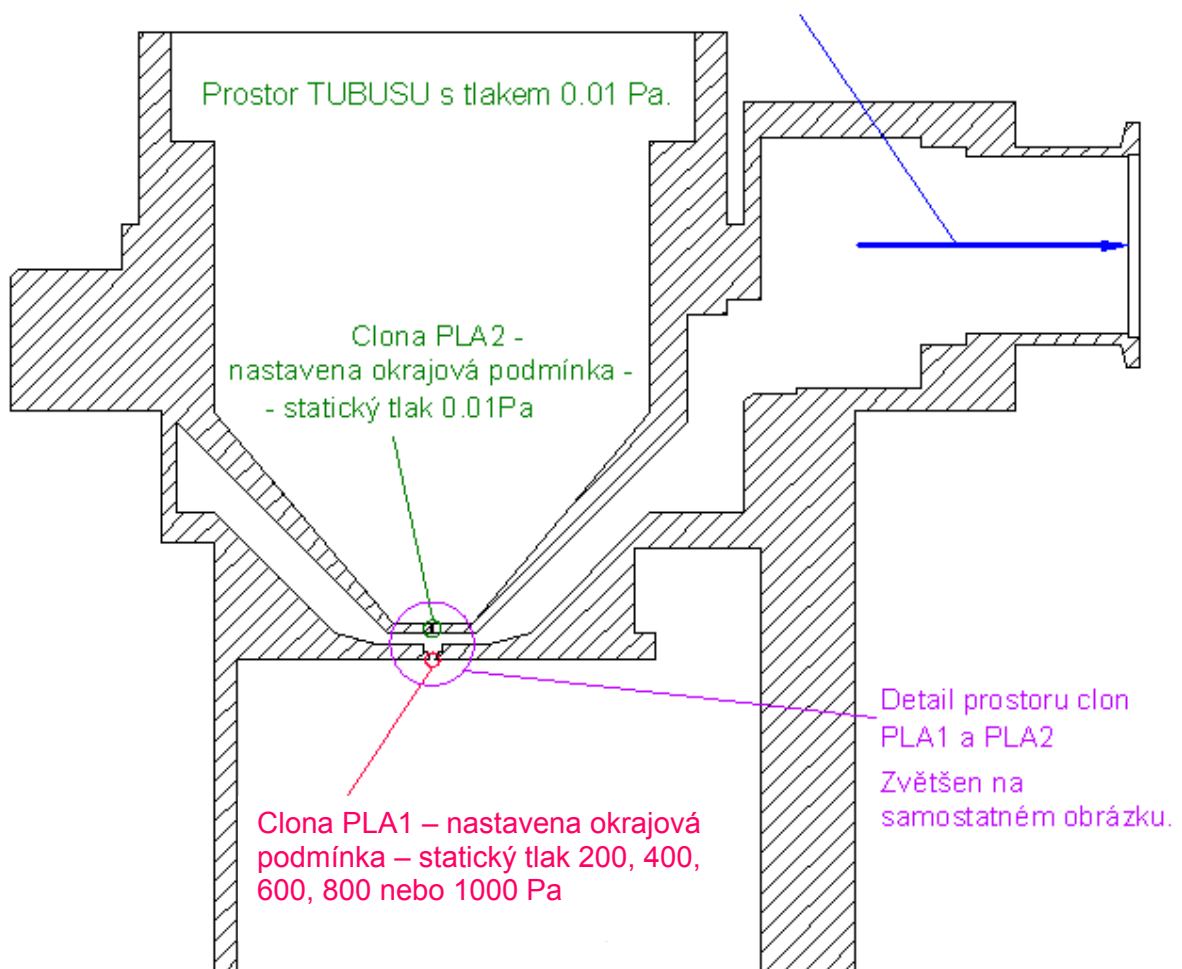 Prostor TUBUSU s tlakem 0.01 Pa.
Clona PLA2 -
nastavena okrajová podmínka -
- statický tlak 0.01Pa
Detail prostoru clon
PLA1 a PLA2
Zvětšen na
samostatném obrázku.
Clona PLA1 – nastavena okrajová
podmínka – statický tlak 200, 400,
600, 800 nebo 1000 Pa